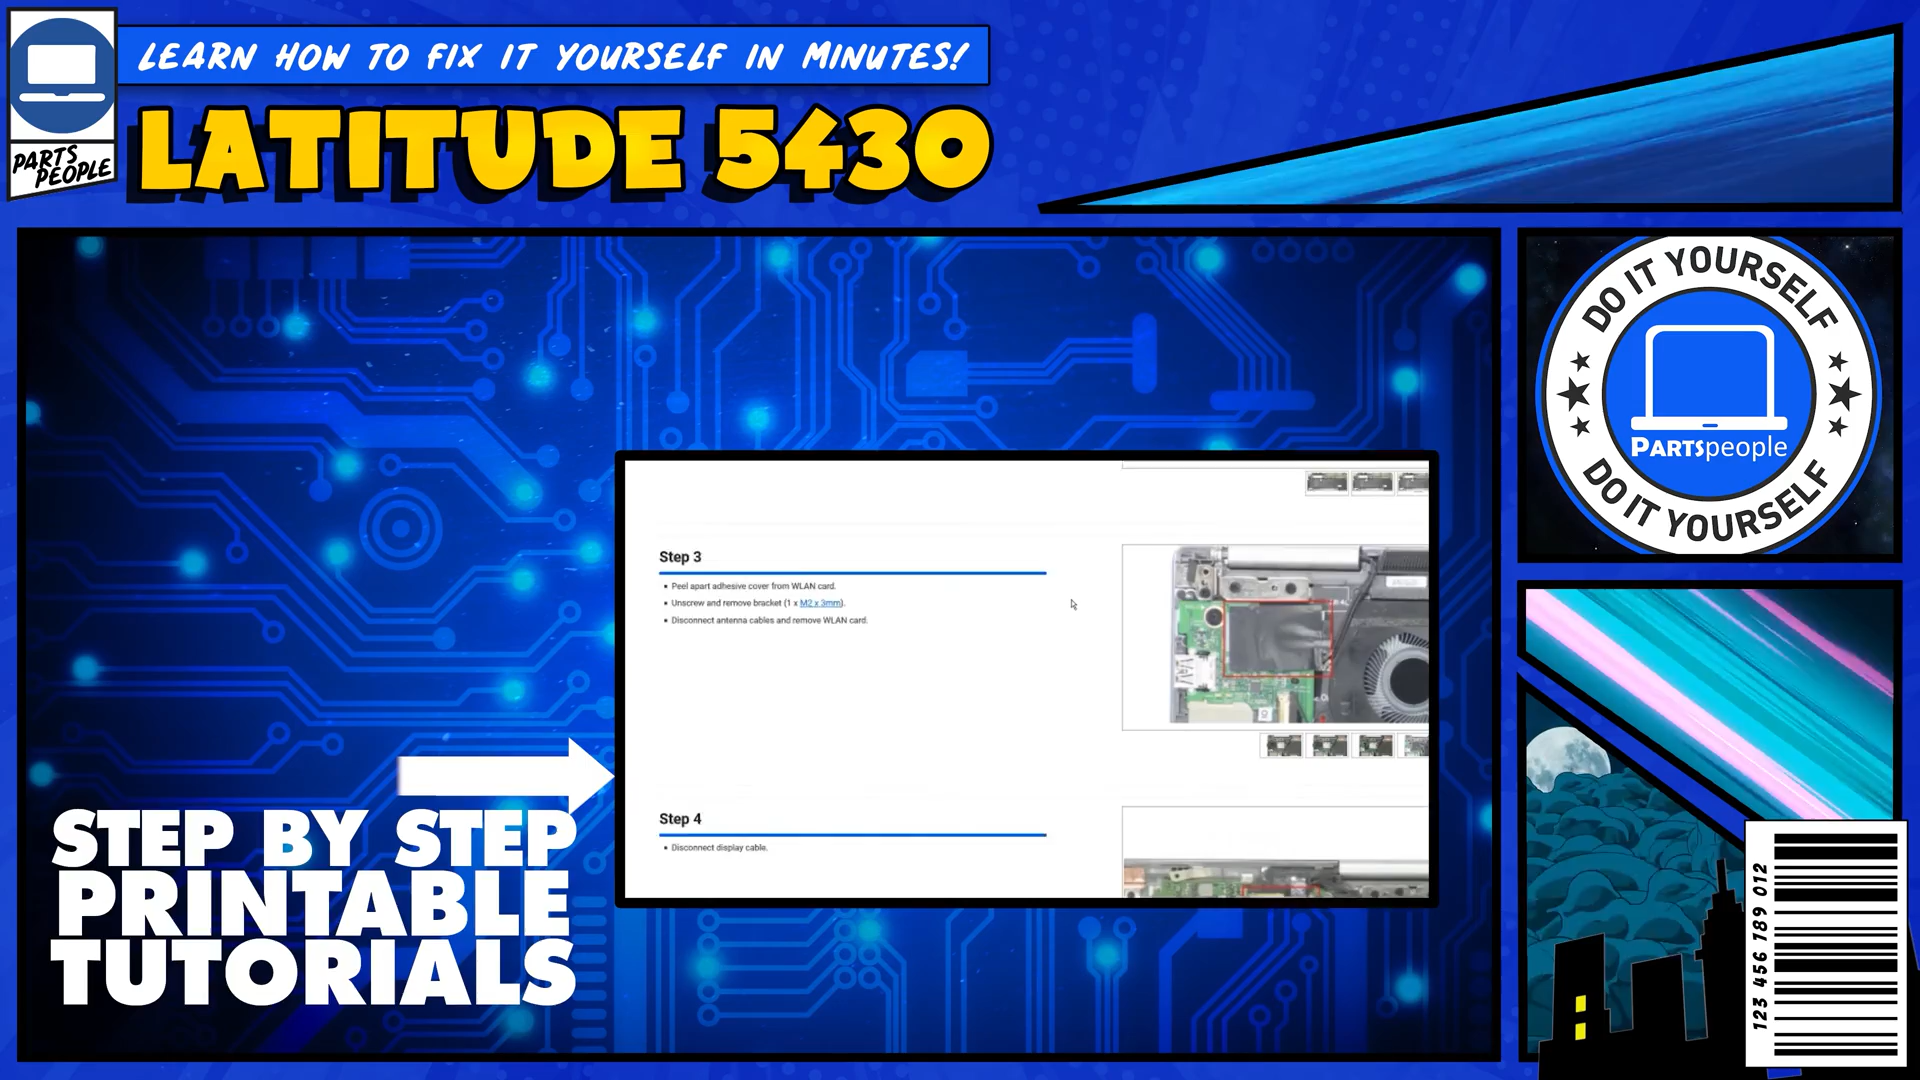 LEARN HOW TO FIX IT YOURSELF IN MINUTES!
LATITUDE 5430
PARTS
PEOPLE
DO IT YOURSELF
PARTSpeople
DO IT YOURSELF
Step 3
▪ Peel apart adhesive cover from WLAN card.
▪ Unscrew and remove bracket (1 x M2 x 3mm).
▪ Disconnect antenna cables and remove WLAN card.
Step 4
▪ Disconnect display cable.
STEP BY STEP
PRINTABLE
TUTORIALS
123 456 789 012